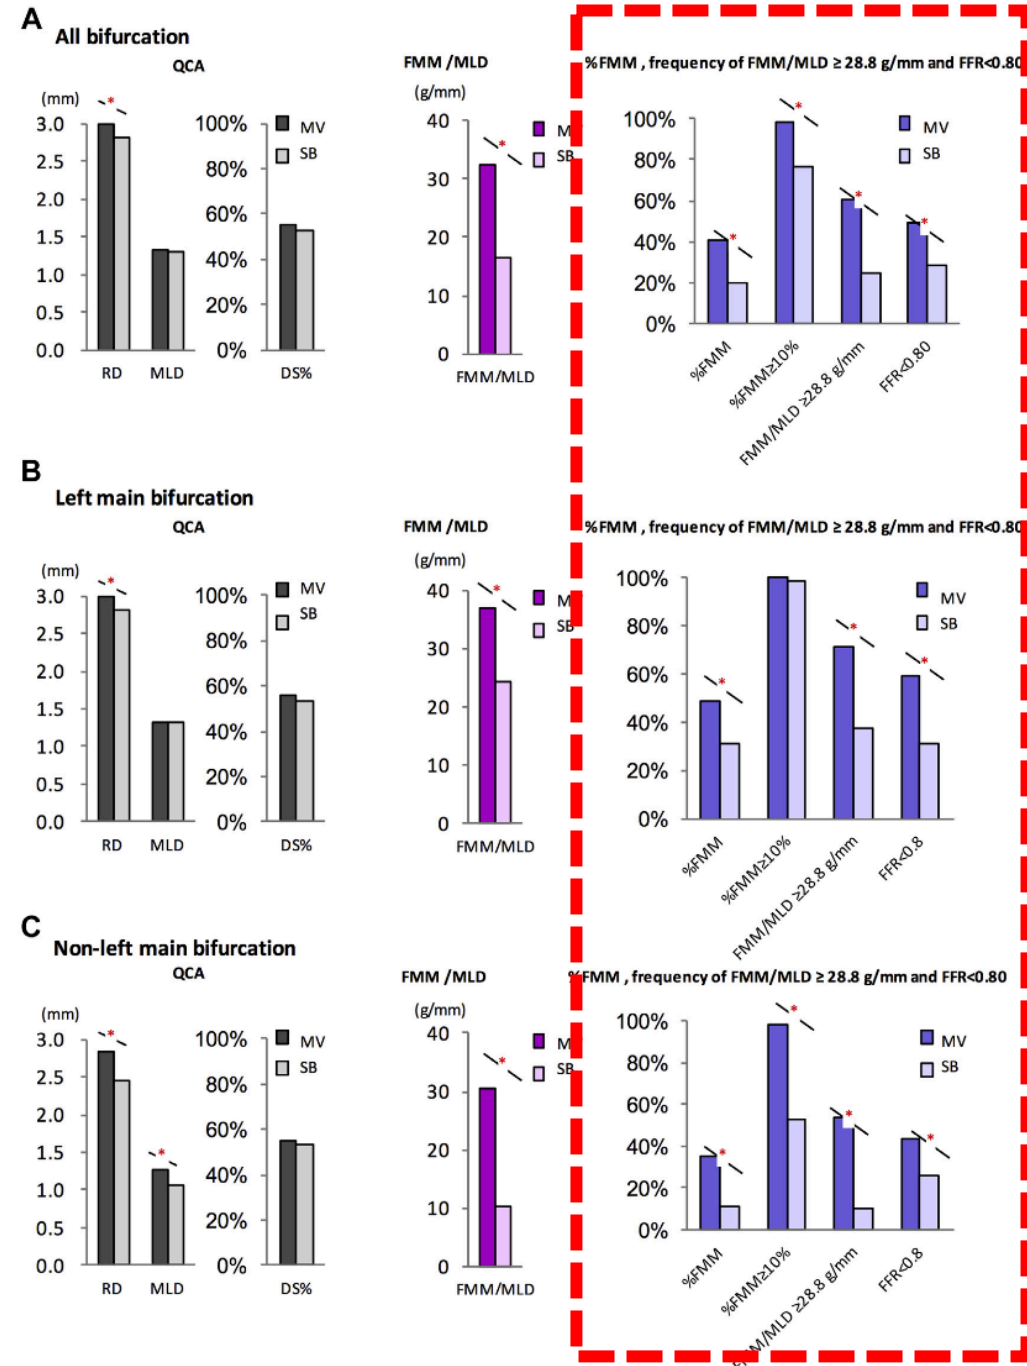 A
All bifurcation
QCA
(mm)
*
3.0
2.5
2.0
1.5
1.0
0.5
0.0
RD
MLD
100%
80%
60%
40%
20%
0%
DS%
MV
SB
FMM /MLD
(g/mm)
40
30
20
10
0
*
FMM/MLD
SB
%FMM , frequency of FMM/MLD ≥ 28.8 g/mm and FFR<0.80
100%
80%
60%
40%
20%
0%
*
*
*
*
MV
SB
%FMM
%FMM≥10%
FMM/MLD ≥28.8 g/mm
FFR<0.80
B
Left main bifurcation
QCA
(mm)
*
3.0
2.5
2.0
1.5
1.0
0.5
0.0
RD
MLD
100%
80%
60%
40%
20%
0%
DS%
MV
SB
FMM /MLD
(g/mm)
40
30
20
10
0
*
FMM/MLD
SB
%FMM , frequency of FMM/MLD ≥ 28.8 g/mm and FFR<0.80
100%
80%
60%
40%
20%
0%
*
*
*
MV
SB
%FMM
%FMM≥10%
FMM/MLD ≥28.8 g/mm
FFR<0.8
C
Non-left main bifurcation
QCA
(mm)
*
3.0
2.5
2.0
1.5
1.0
0.5
0.0
*
RD
MLD
100%
80%
60%
40%
20%
0%
DS%
MV
SB
FMM /MLD
(g/mm)
40
30
20
10
0
*
FMM/MLD
SB
FMM , frequency of FMM/MLD ≥ 28.8 g/mm and FFR<0.80
100%
80%
60%
40%
20%
0%
*
*
*
*
MV
SB
%FMM
%FMM≥10%
≥28.8 g/mm
FFR<0.8